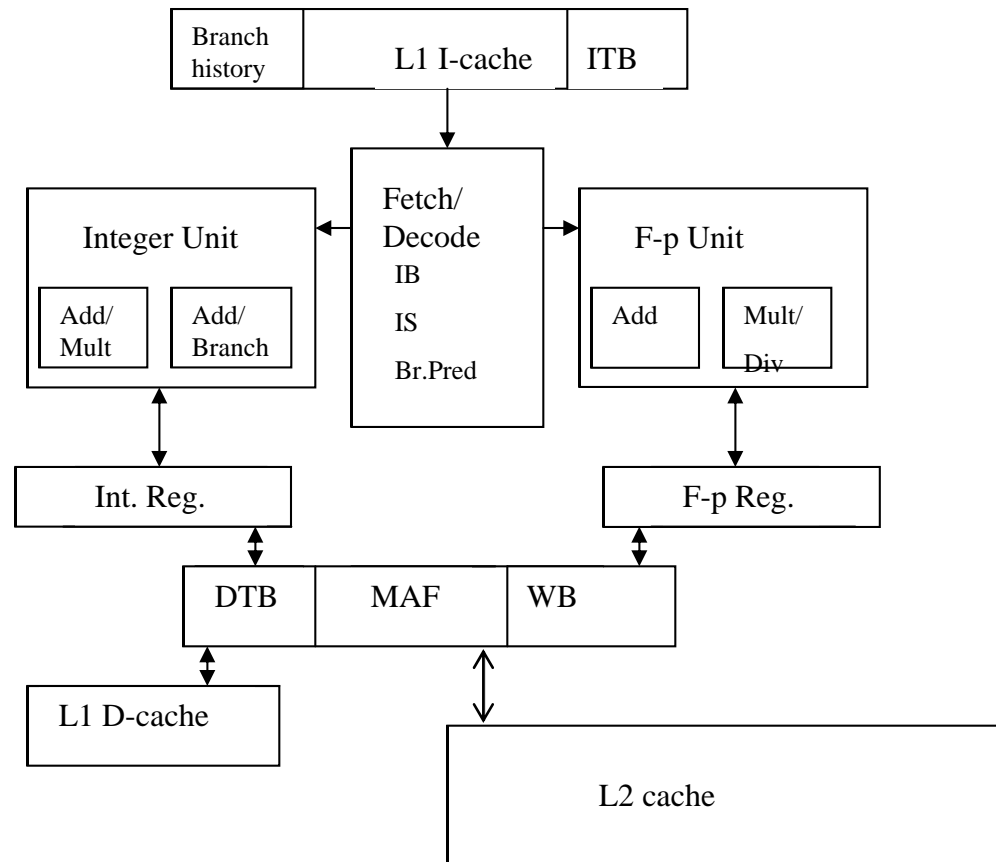 Branch
history
L1 I-cache
ITB
Fetch/
Decode
IB
IS
Br.Pred
Integer Unit
Add/
Mult
Add/
Branch
F-p Unit
Add
Mult/
Div
Int. Reg.
F-p Reg.
DTB
MAF
WB
L1 D-cache
L2 cache